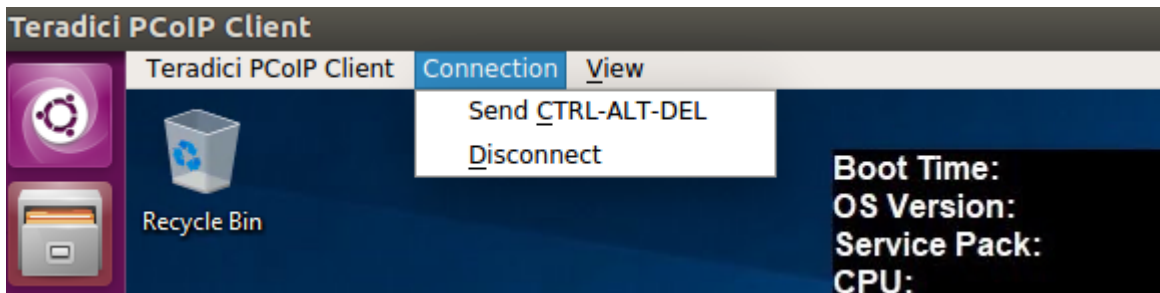 Teradici PCoIP Client
Teradici PCoIP Client Connection View
Send CTRL-ALT-DEL
Disconnect
Recycle Bin
Boot Time:
OS Version:
Service Pack:
CPU: